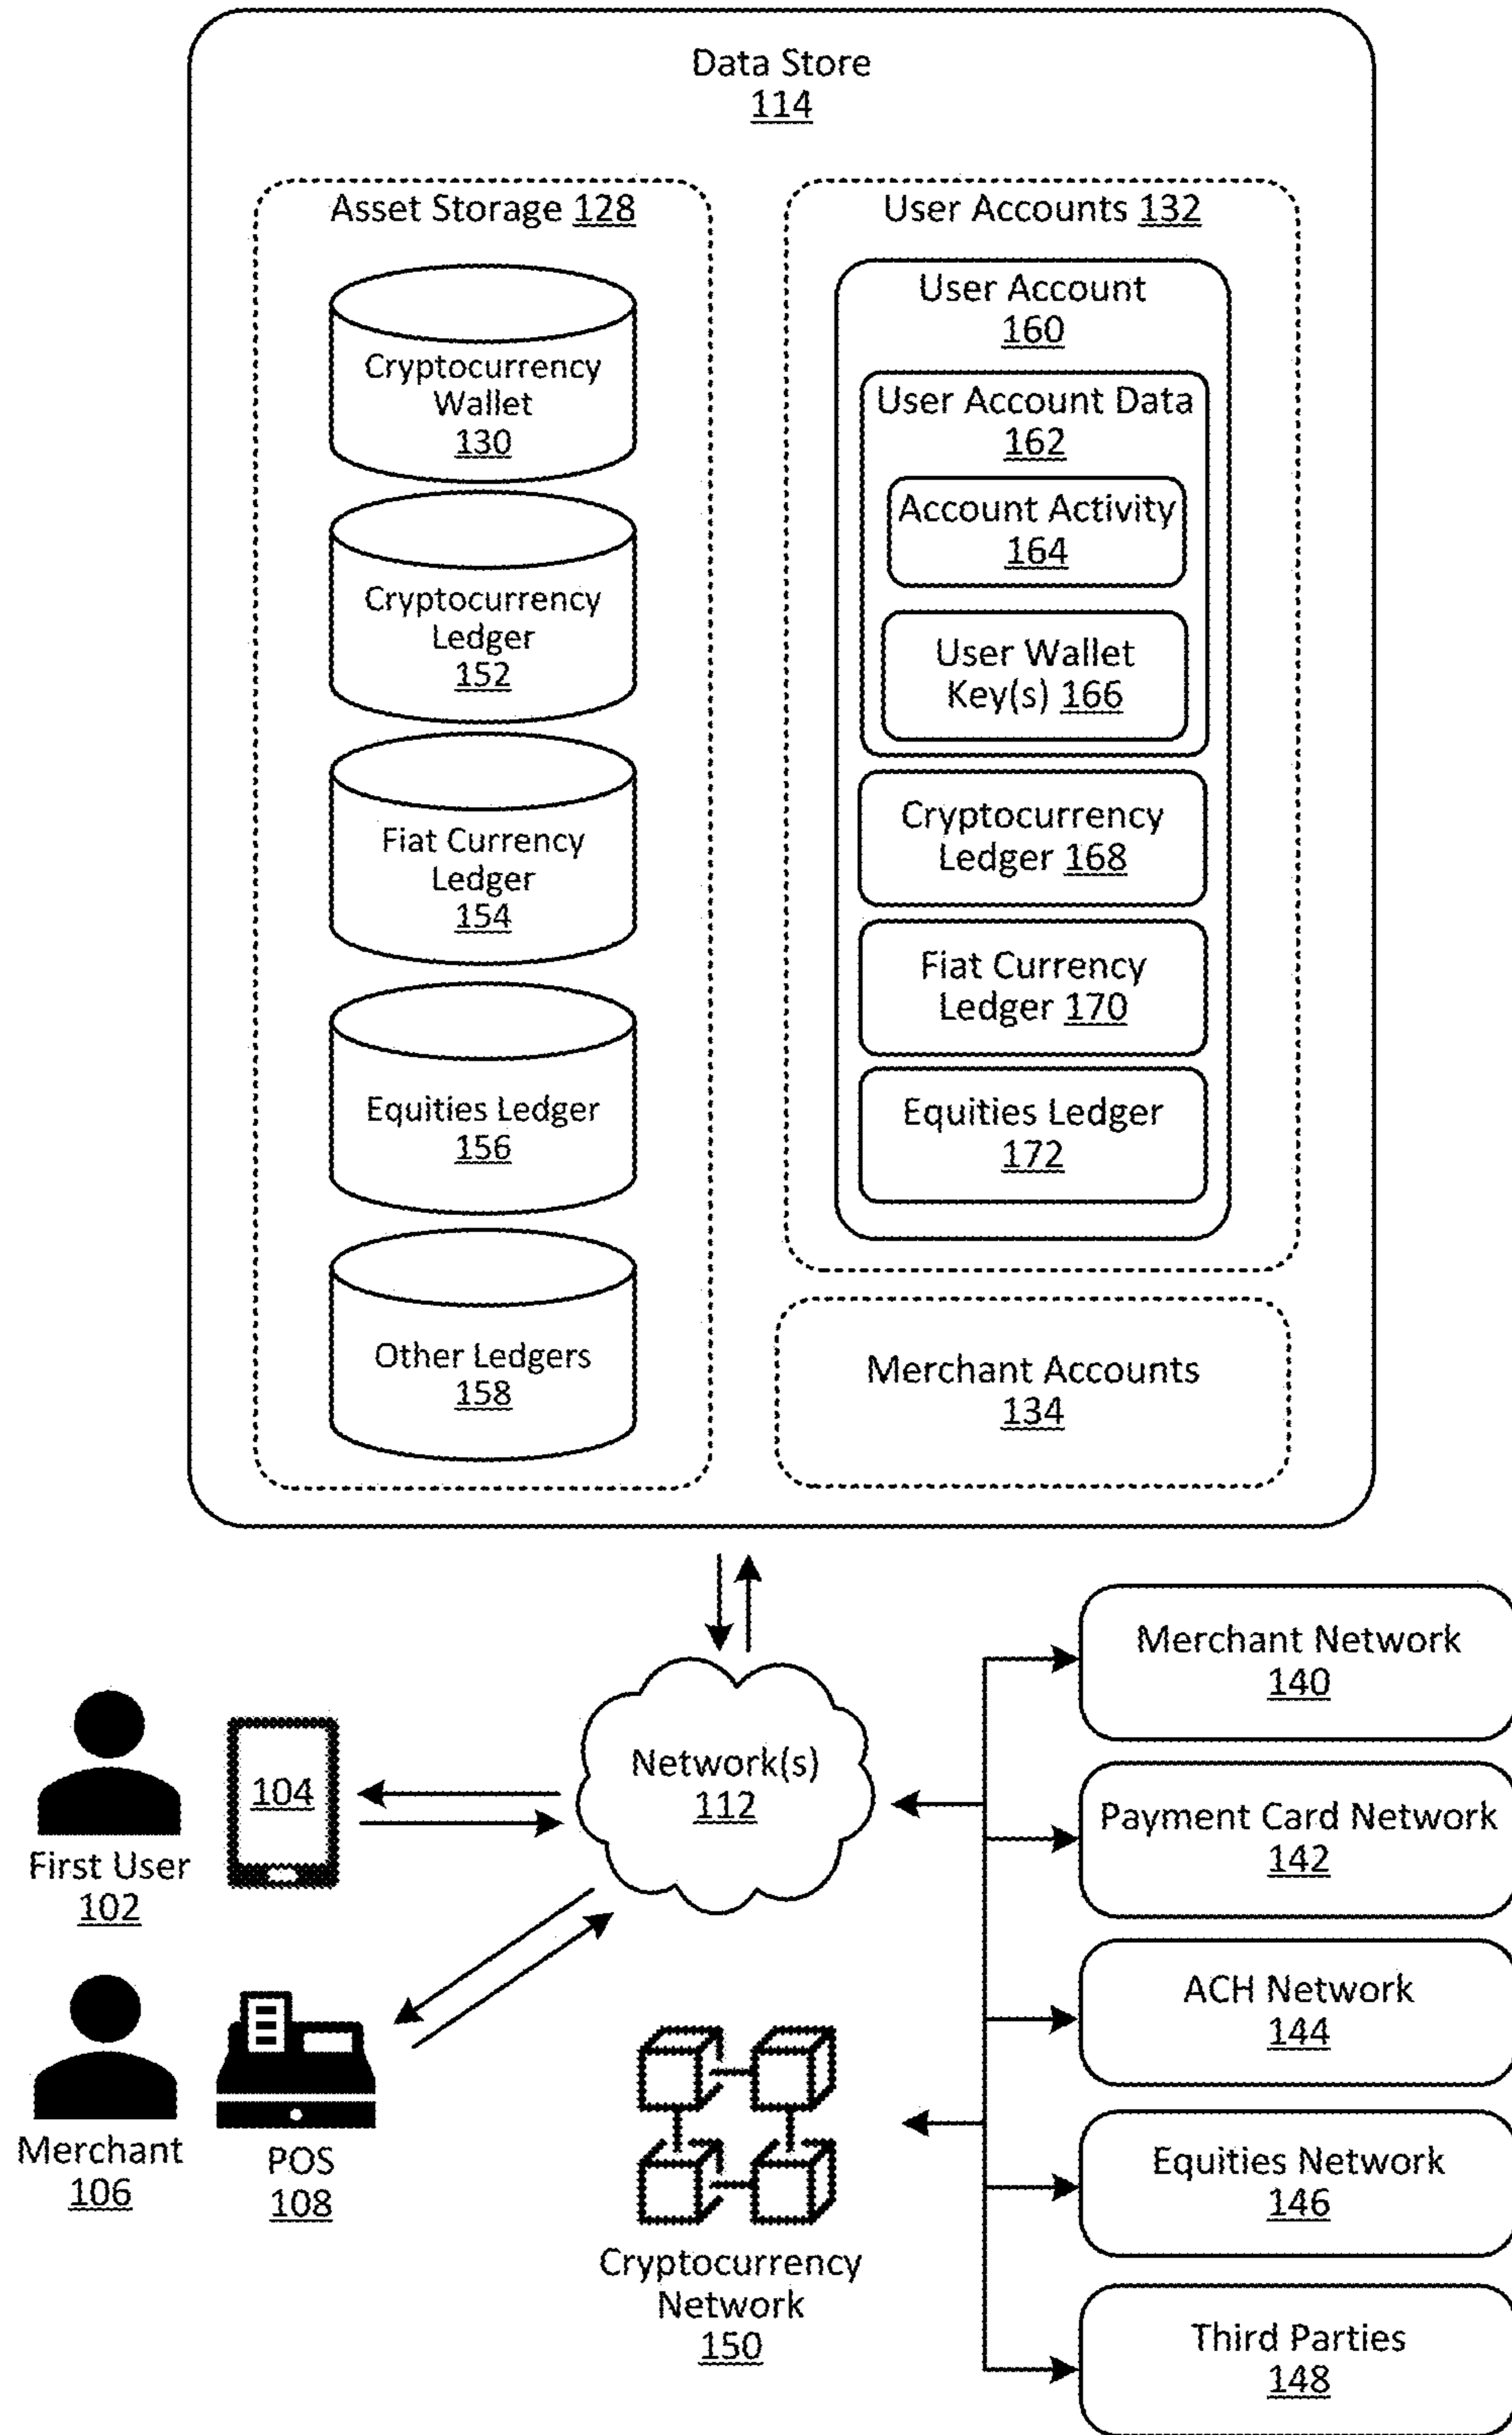 Data Store
114
Asset Storage 128
Cryptocurrency
Wallet
130
Cryptocurrency
Ledger
152
Fiat Currency
Ledger
154
Equities Ledger
156
Other Ledgers
158
User Accounts 132
User Account
160
User Account Data
162
Account Activity
164
User Wallet
Key(s) 166
Cryptocurrency
Ledger 168
Fiat Currency
Ledger 170
Equities Ledger
172
Merchant Accounts
134
First User
102
104
Network(s)
112
Merchant
106
POS
108
Cryptocurrency
Network
150
Merchant Network
140
Payment Card Network
142
ACH Network
144
Equities Network
146
Third Parties
148